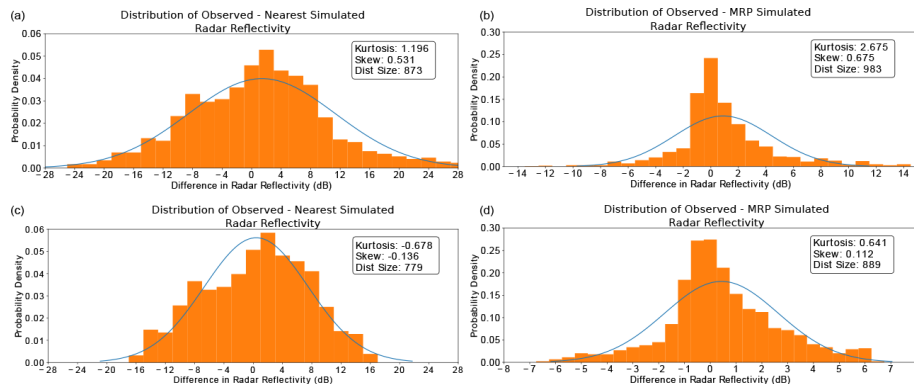 (a)
Distribution of Observed - Nearest Simulated
Radar Reflectivity
0.06
0.05
0.04
0.03
0.02
0.01
0.00
Probability Density
Kurtosis: 1.196
Skew: 0.531
Dist Size: 873
−28 −24 −20 −16 −12 −8 −4 0 4 8 12 16 20 24 28
Difference in Radar Reflectivity (dB)
(b)
Distribution of Observed - MRP Simulated
Radar Reflectivity
0.30
0.25
0.20
0.15
0.10
0.05
0.00
Probability Density
Kurtosis: 2.675
Skew: 0.675
Dist Size: 983
−14 −12 −10 −8 −6 −4 −2 0 2 4 6 8 10 12 14
Difference in Radar Reflectivity (dB)
(c)
Distribution of Observed - Nearest Simulated
Radar Reflectivity
0.06
0.05
0.04
0.03
0.02
0.01
0.00
Probability Density
Kurtosis: -0.678
Skew: -0.136
Dist Size: 779
−28 −24 −20 −16 −12 −8 −4 0 4 8 12 16 20 24 28
Difference in Radar Reflectivity (dB)
(d)
Distribution of Observed - MRP Simulated
Radar Reflectivity
0.30
0.25
0.20
0.15
0.10
0.05
0.00
Probability Density
Kurtosis: 0.641
Skew: 0.112
Dist Size: 889
−8 −7 −6 −5 −4 −3 −2 −1 0 1 2 3 4 5 6 7
Difference in Radar Reflectivity (dB)